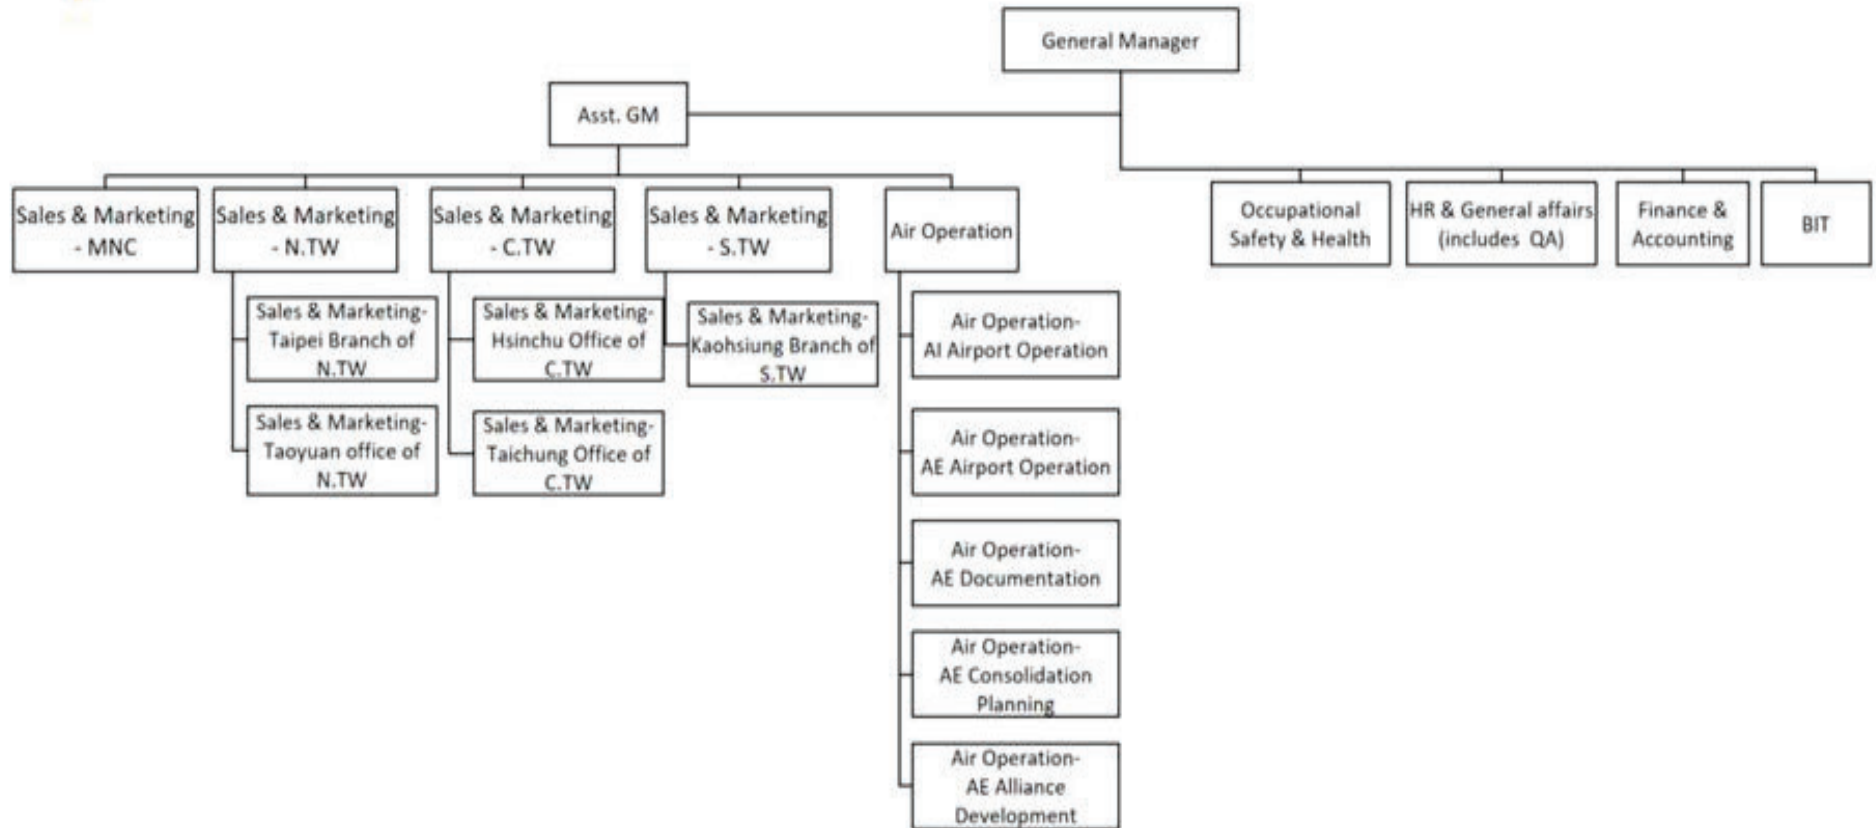 General Manager
Asst. GM
Sales & Marketing
- MNC
Sales & Marketing
- N.TW
Sales & Marketing
- C.TW
Sales & Marketing
- S.TW
Air Operation
Occupational
Safety & Health
HR & General affairs
(includes QA)
Finance &
Accounting
BIT
Sales & Marketing-
Taipei Branch of
N.TW
Sales & Marketing-
Taoyuan office of
N.TW
Sales & Marketing-
Hsinchu Office of
C.TW
Sales & Marketing-
Taichung Office of
C.TW
Sales & Marketing-
Kaohsiung Branch of
S.TW
Air Operation-
AI Airport Operation
Air Operation-
AE Airport Operation
Air Operation-
AE Documentation
Air Operation-
AE Consolidation
Planning
Air Operation-
AE Alliance
Development